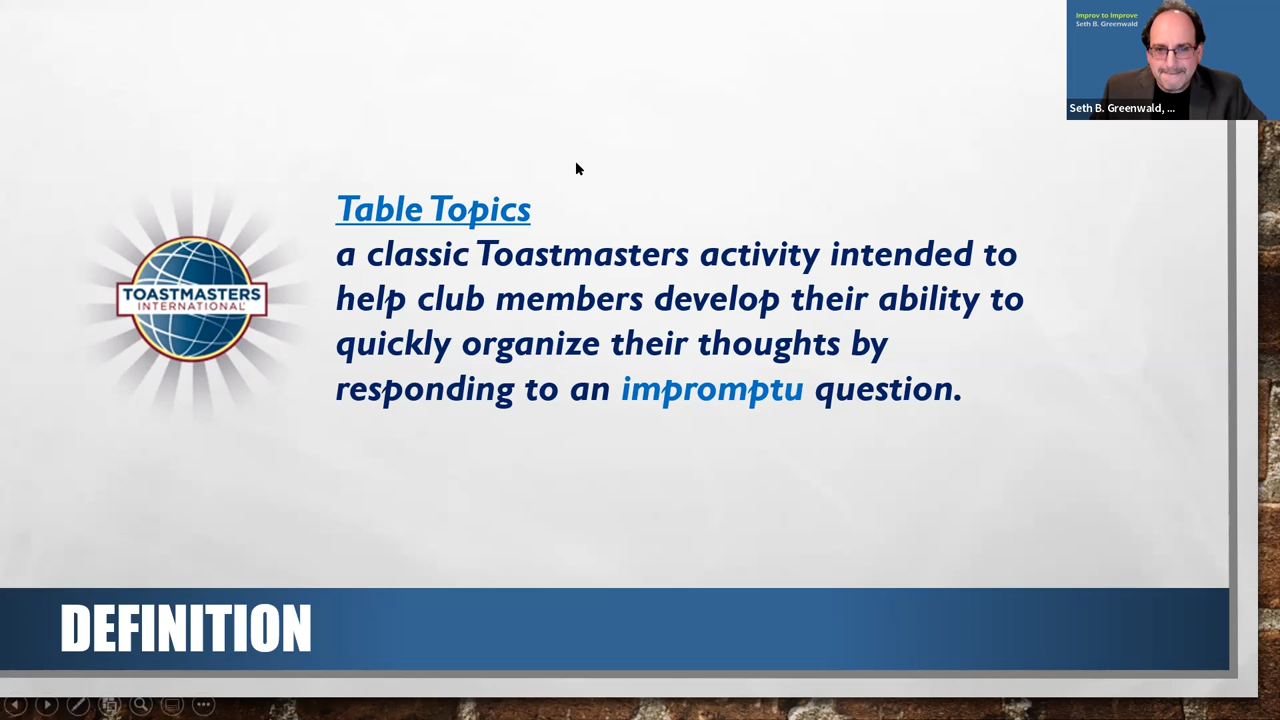 Improv to Improve
Seth B. Greenwald
Seth B. Greenwald, ...
Table Topics
a classic Toastmasters activity intended to
help club members develop their ability to
quickly organize their thoughts by
responding to an impromptu question.
TOASTMASTERS
INTERNATIONAL
DEFINITION